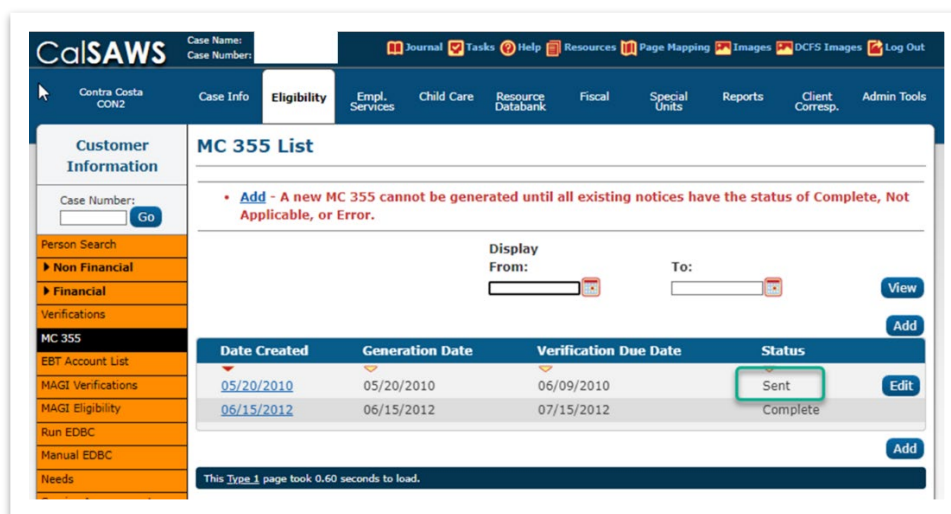 CalSAWS
Case Name:
Case Number:
Journal Tasks Help Resources Page Mapping Images DCFS Images Log Out
Contra Costa
CON2
Case Info
Eligibility
Empl.
Services
Child Care
Resource
Databank
Fiscal
Special
Units
Reports
Client
Corresp.
Admin Tools
Customer
Information
Case Number:
Go
Person Search
Non Financial
Financial
Verifications
MC 355
EBT Account List
MAGI Verifications
MAGI Eligibility
Run EDBC
Manual EDBC
Needs
MC 355 List
Add - A new MC 355 cannot be generated until all existing notices have the status of Complete, Not
Applicable, or Error.
Display
From: To:
View
Add
Date Created Generation Date Verification Due Date Status
05/20/2010 05/20/2010 06/09/2010 Sent Edit
06/15/2012 06/15/2012 07/15/2012 Complete
Add
This Type 1 page took 0.60 seconds to load.